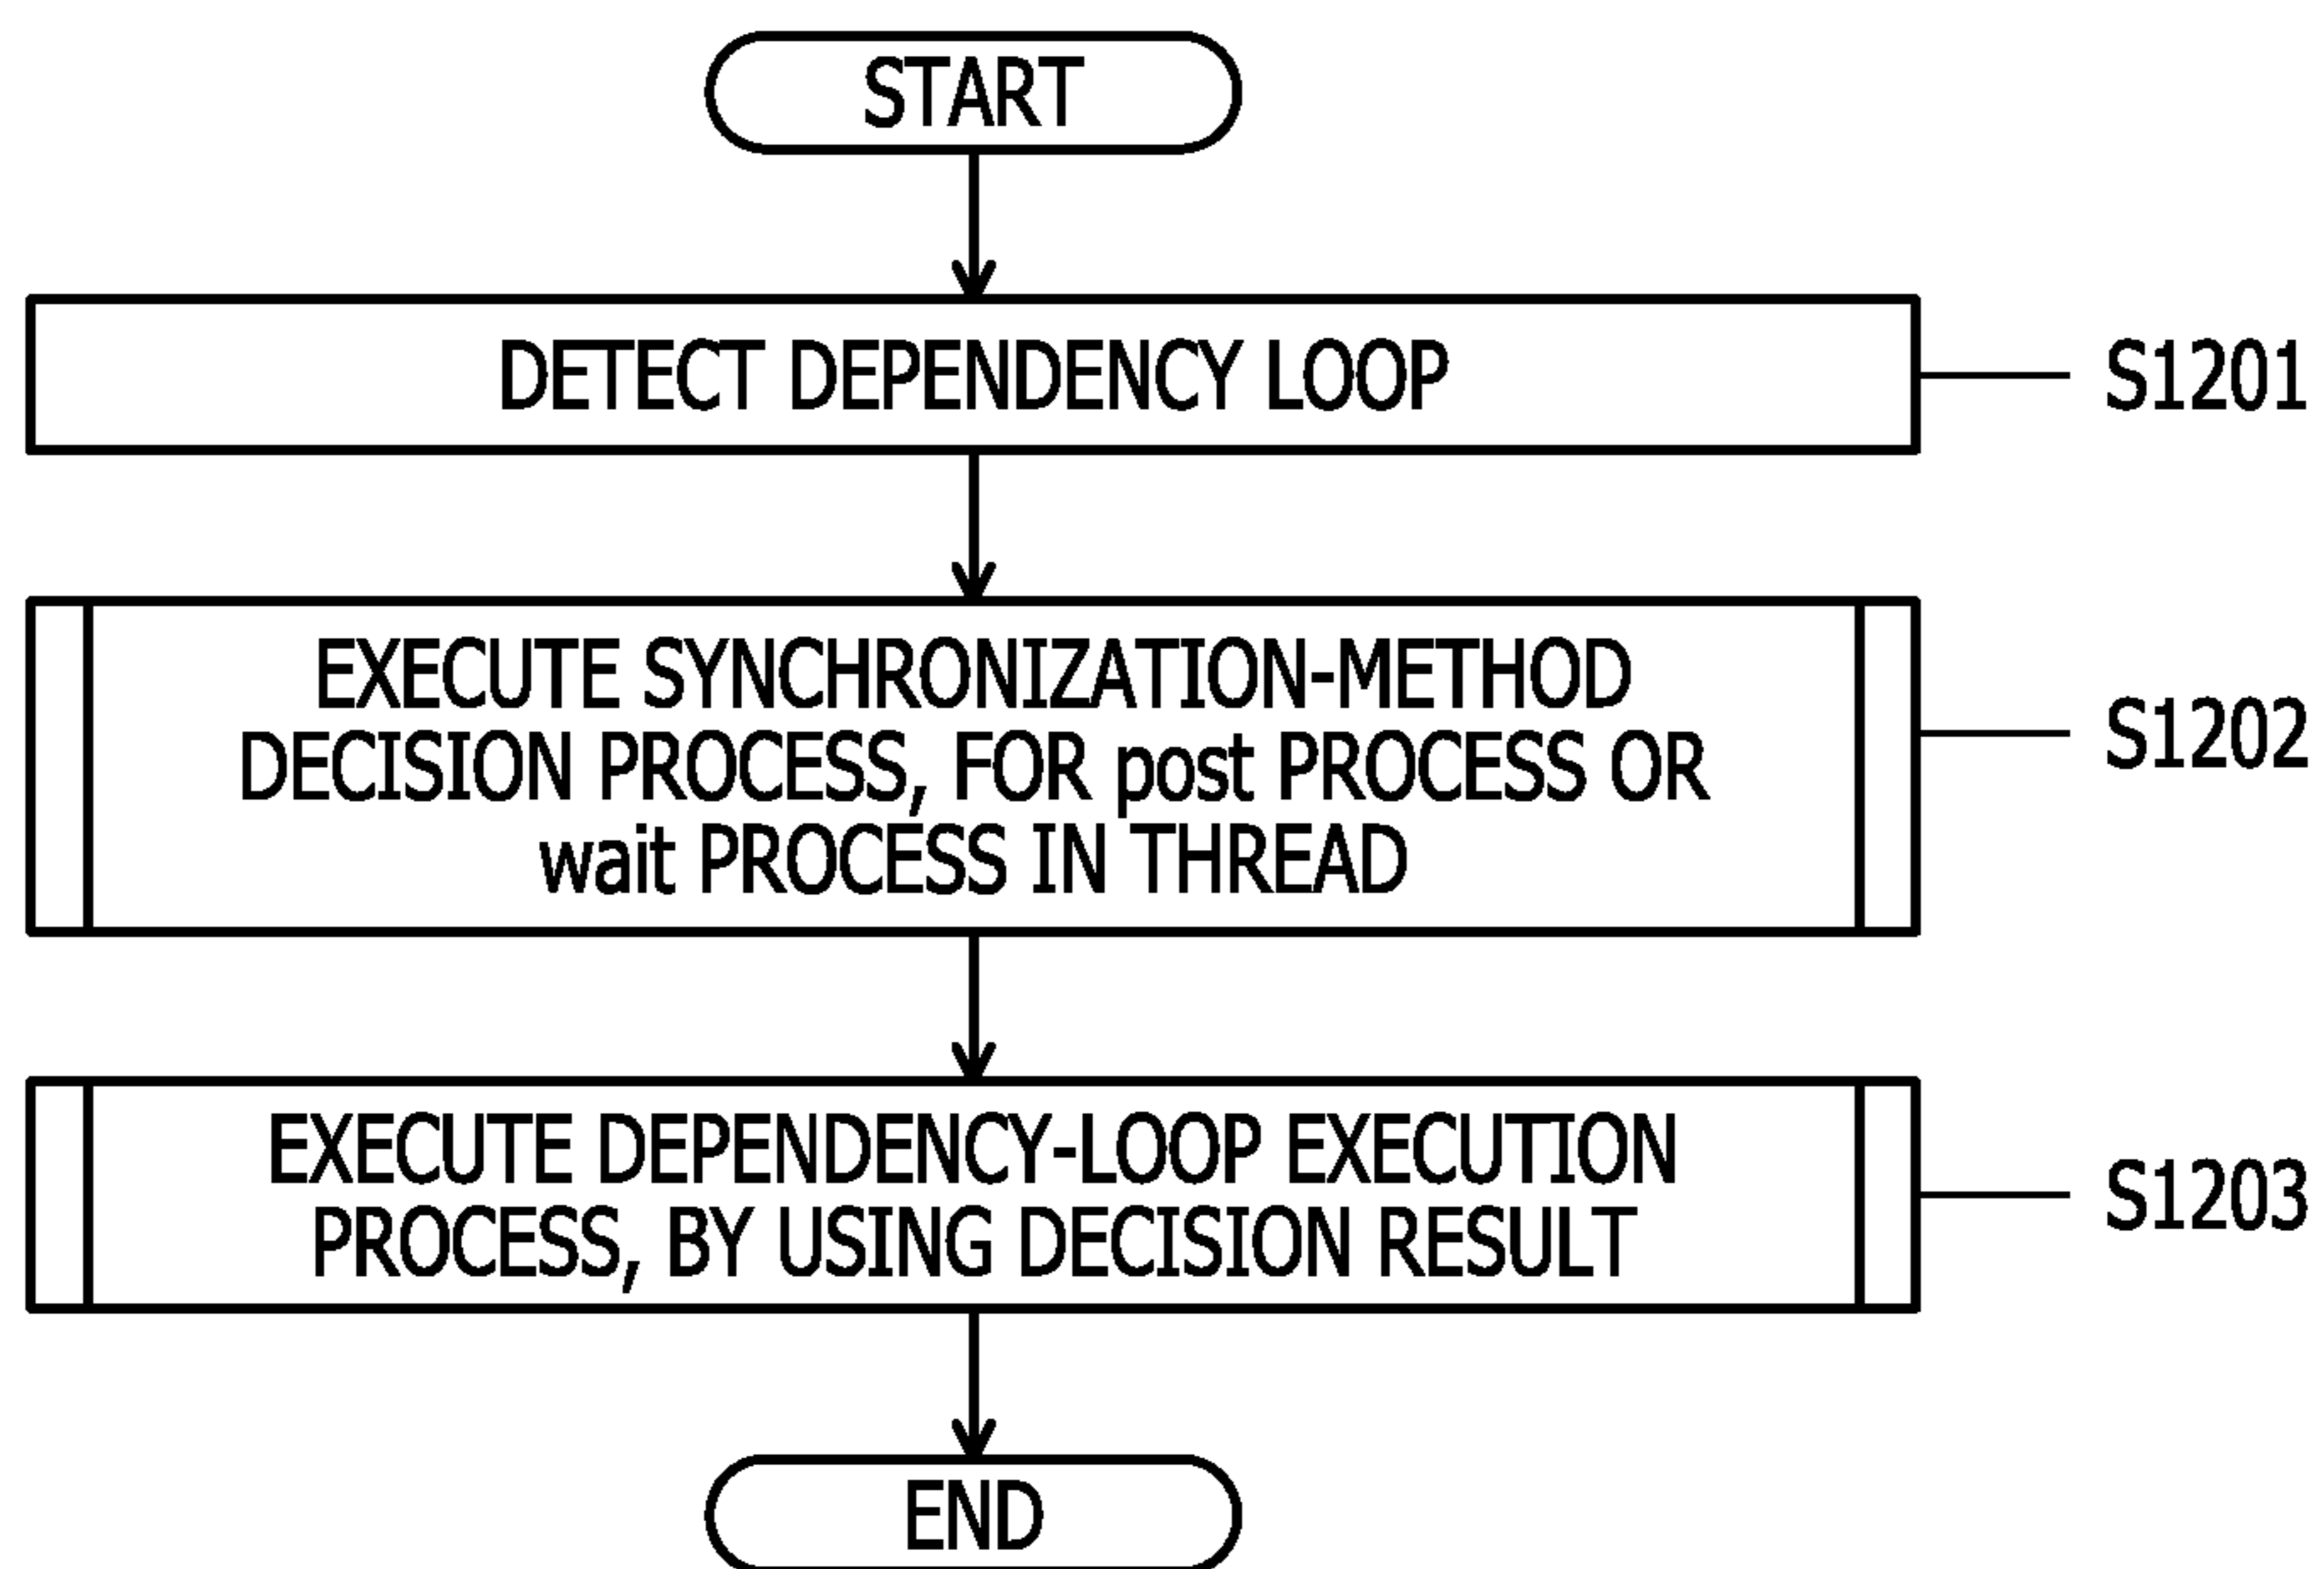 START
DETECT DEPENDENCY LOOP
S1201
EXECUTE SYNCHRONIZATION-METHOD
DECISION PROCESS, FOR post PROCESS OR
wait PROCESS IN THREAD
S1202
EXECUTE DEPENDENCY-LOOP EXECUTION
PROCESS, BY USING DECISION RESULT
S1203
END